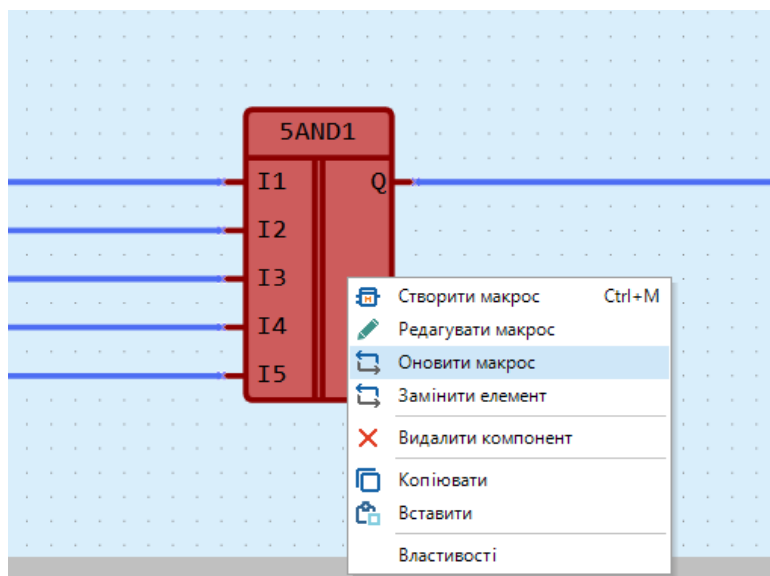 5AND1
I1 Q
I2
I3
I4
I5
Створити макрос Ctrl+M
Редагувати макрос
Оновити макрос
Замінити елемент
Видалити компонент
Копіювати
Вставити
Властивості